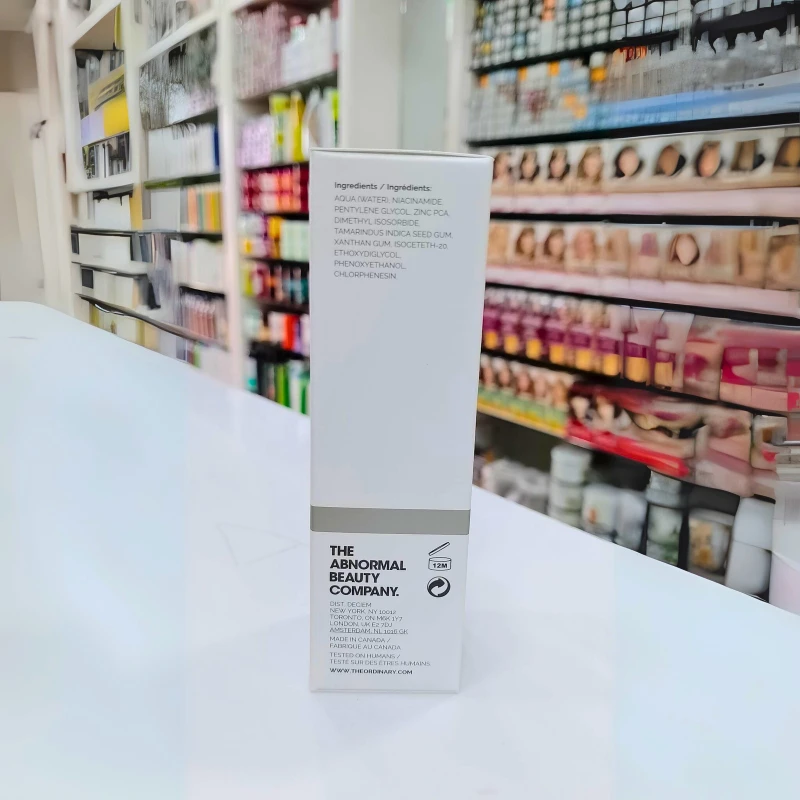 Ingredients / Ingrédients:
AQUA (WATER), NIACINAMIDE,
PENTYLENE GLYCOL, ZINC PCA,
DIMETHYL ISOSORBIDE,
TAMARINDUS INDICA SEED GUM,
XANTHAN GUM, ISOCETETH-20,
ETHOXYDIGLYCOL,
PHENOXYETHANOL,
CHLORPHENESIN.
THE
ABNORMAL
BEAUTY
COMPANY.
12M
DIST. DECIEM
NEW YORK, NY 10012
TORONTO, ON M6K 1Y7
LONDON, UK E2 7DJ
AMSTERDAM, NL 1016 GK
MADE IN CANADA /
FABRIQUÉ AU CANADA
TESTED ON HUMANS /
TESTÉ SUR DES ÊTRES HUMAINS
WWW.THEORDINARY.COM